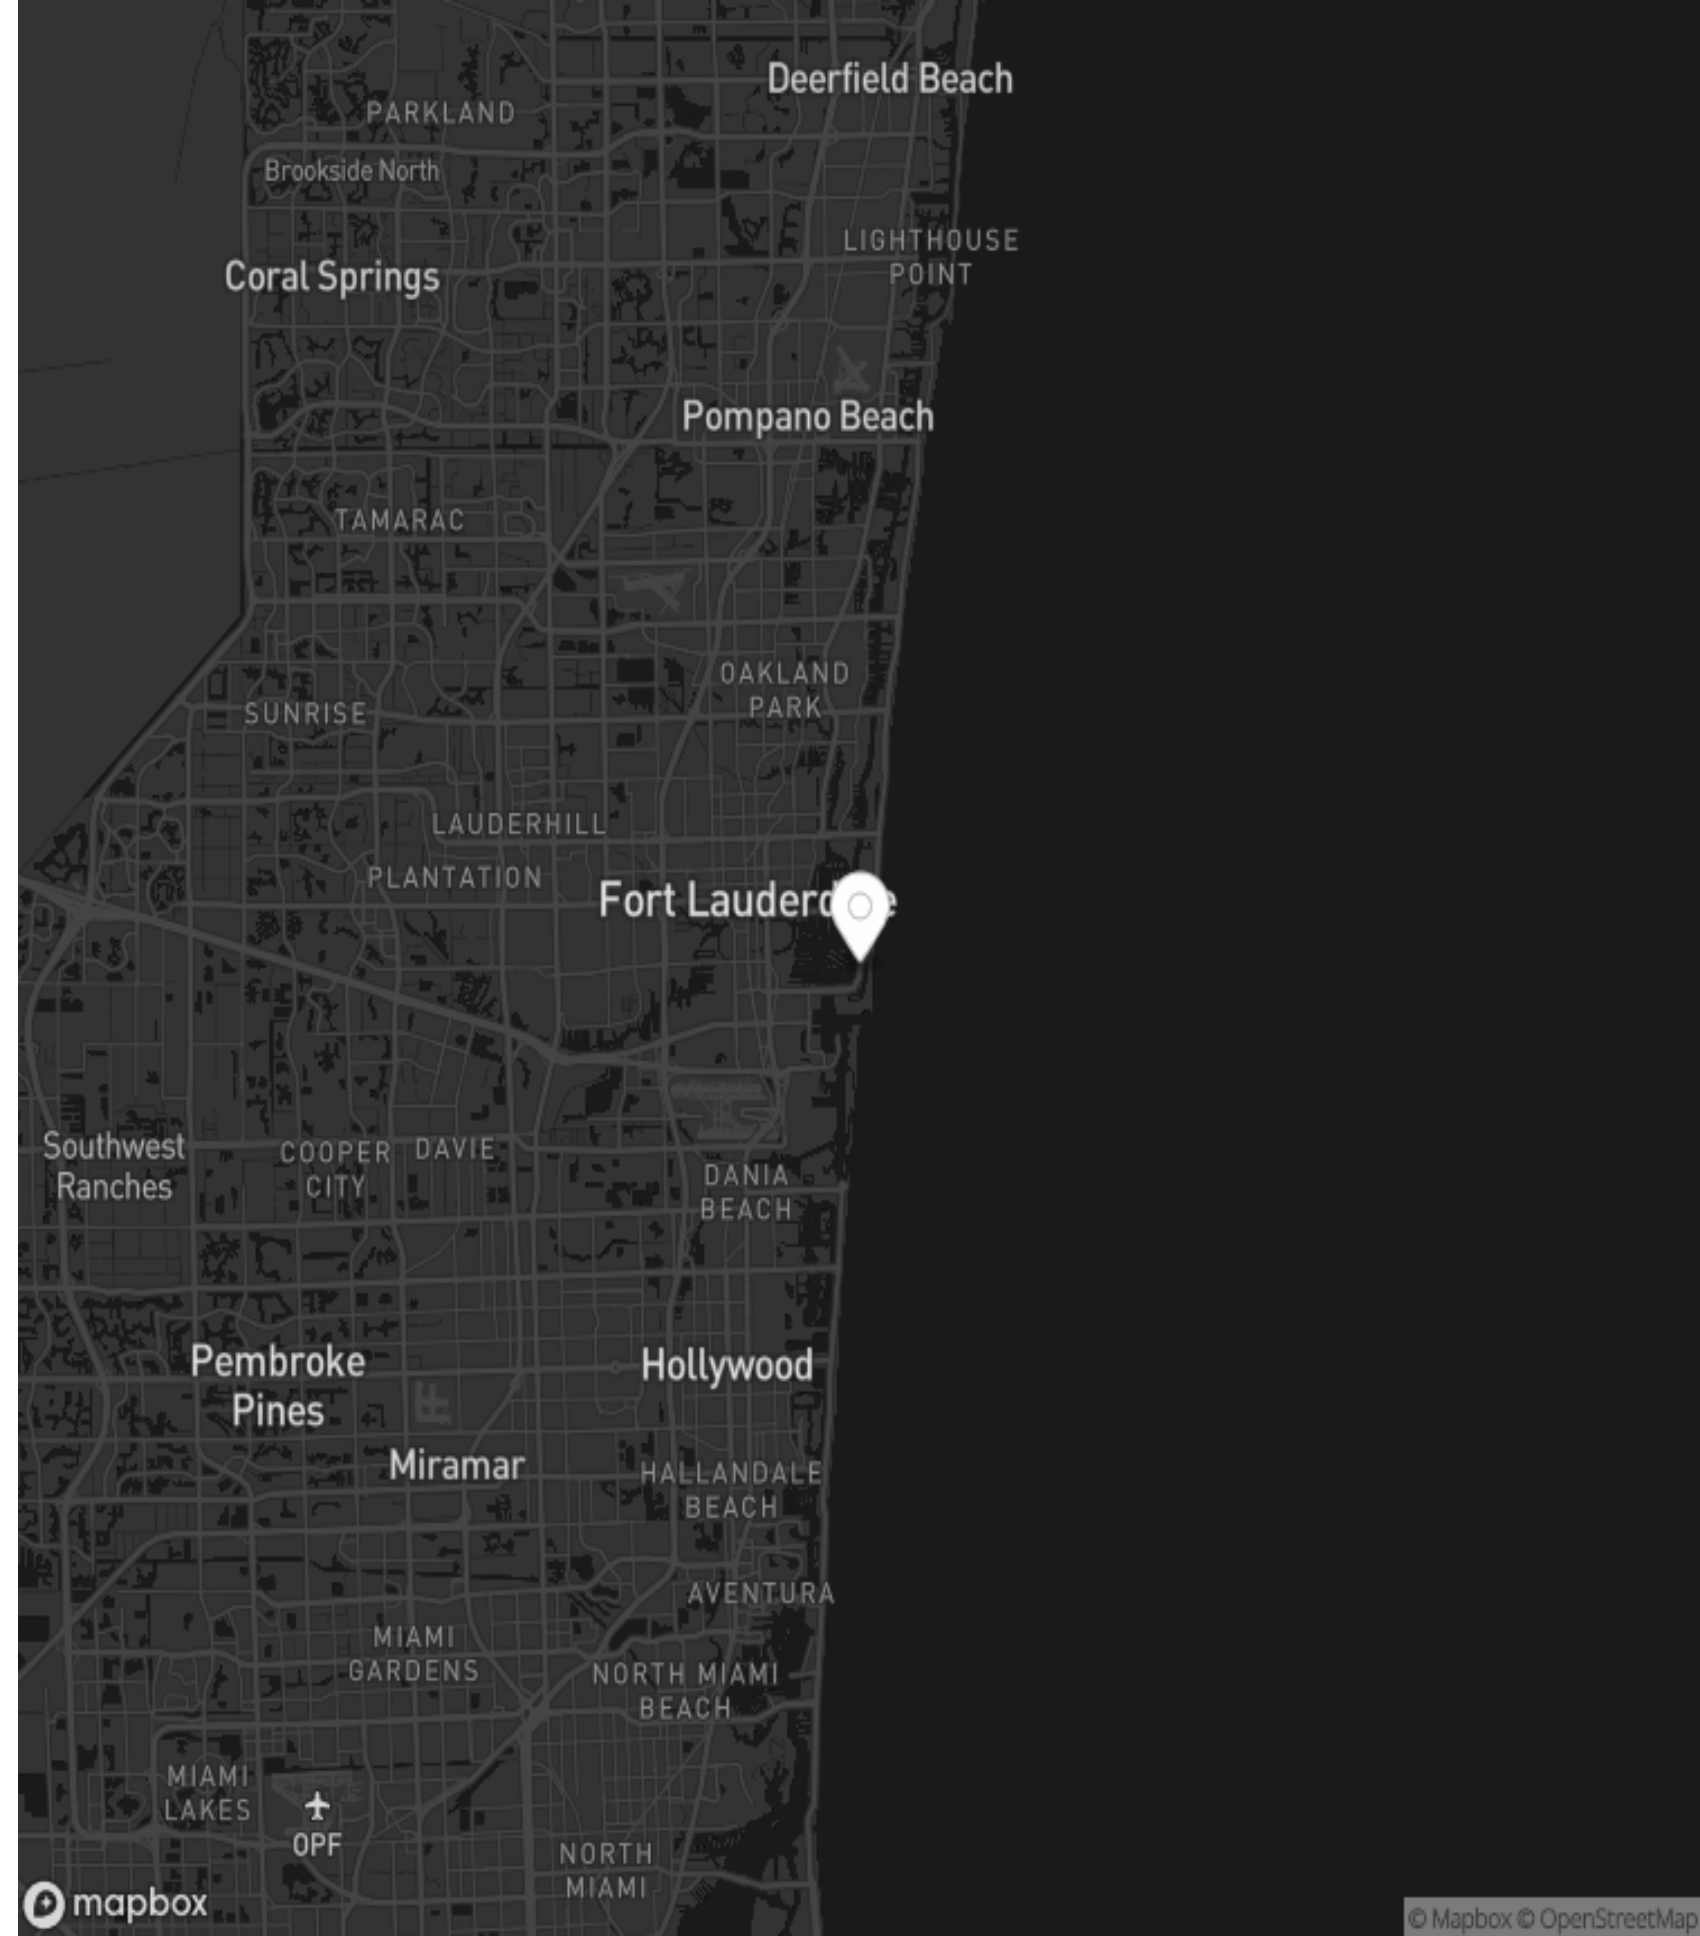 Deerfield Beach
PARKLAND
Brookside North
LIGHTHOUSE
POINT
Coral Springs
Pompano Beach
TAMARAC
OAKLAND
PARK
SUNRISE
LAUDERHILL
PLANTATION
Fort Lauderd e
Southwest
Ranches
COOPER
CITY
DAVIE
DANIA
BEACH
Pembroke
Pines
Hollywood
Miramar
HALLANDALE
BEACH
AVENTURA
MIAMI
GARDENS
NORTH MIAMI
BEACH
MIAMI
LAKES
OPF
NORTH
MIAMI
mapbox
© Mapbox © OpenStreetMap